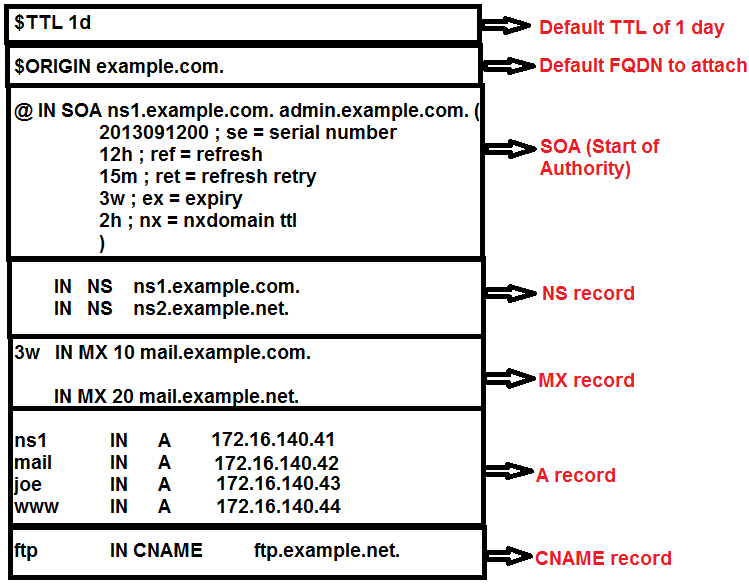 $TTL 1d
Default TTL of 1 day
$ORIGIN example.com.
Default FQDN to attach
@ IN SOA ns1.example.com. admin.example.com. (
2013091200 ; se = serial number
12h ; ref = refresh
15m ; ret = refresh retry
3w ; ex = expiry
2h ; nx = nxdomain ttl
)
SOA (Start of
Authority)
IN NS ns1.example.com.
IN NS ns2.example.net.
NS record
3w IN MX 10 mail.example.com.
IN MX 20 mail.example.net.
MX record
ns1 IN A 172.16.140.41
mail IN A 172.16.140.42
joe IN A 172.16.140.43
www IN A 172.16.140.44
A record
ftp IN CNAME ftp.example.net.
CNAME record